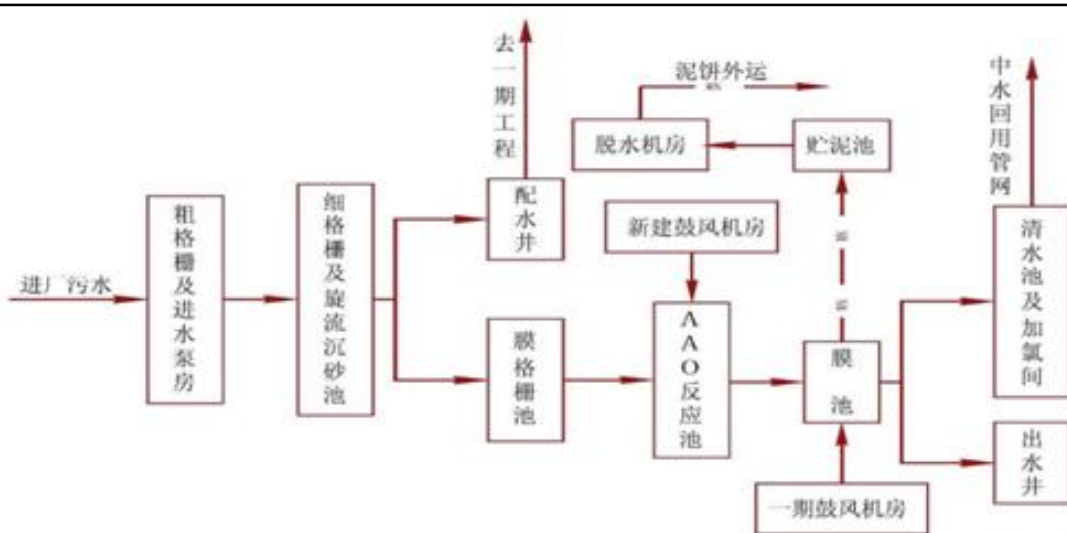 去一期工程
泥饼外运
中水回用管网
脱水机房
贮泥池
配水井
新建鼓风机房
粗格栅及进水泵房
细格栅及旋流沉砂池
清水池及加氯间
进厂污水
膜格栅池
AAO反应池
膜池
出水井
一期鼓风机房